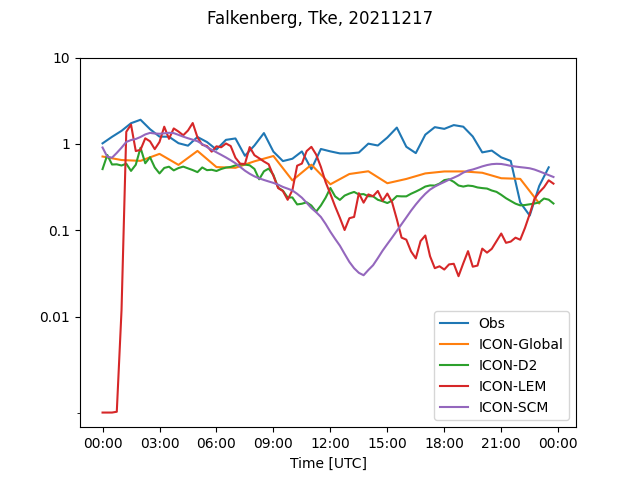 Falkenberg, Tke, 20211217
10
1
0.1
0.01
Obs
ICON-Global
ICON-D2
ICON-LEM
ICON-SCM
00:00 03:00 06:00 09:00 12:00 15:00 18:00 21:00 00:00
Time [UTC]